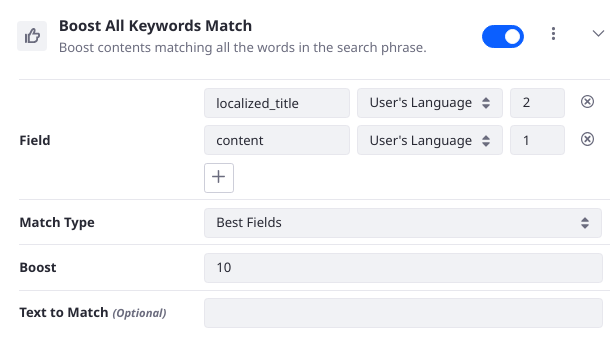 Boost All Keywords Match
Boost contents matching all the words in the search phrase.
localized_title User's Language 2
Field
content User's Language 1
Match Type Best Fields
Boost 10
Text to Match (Optional)